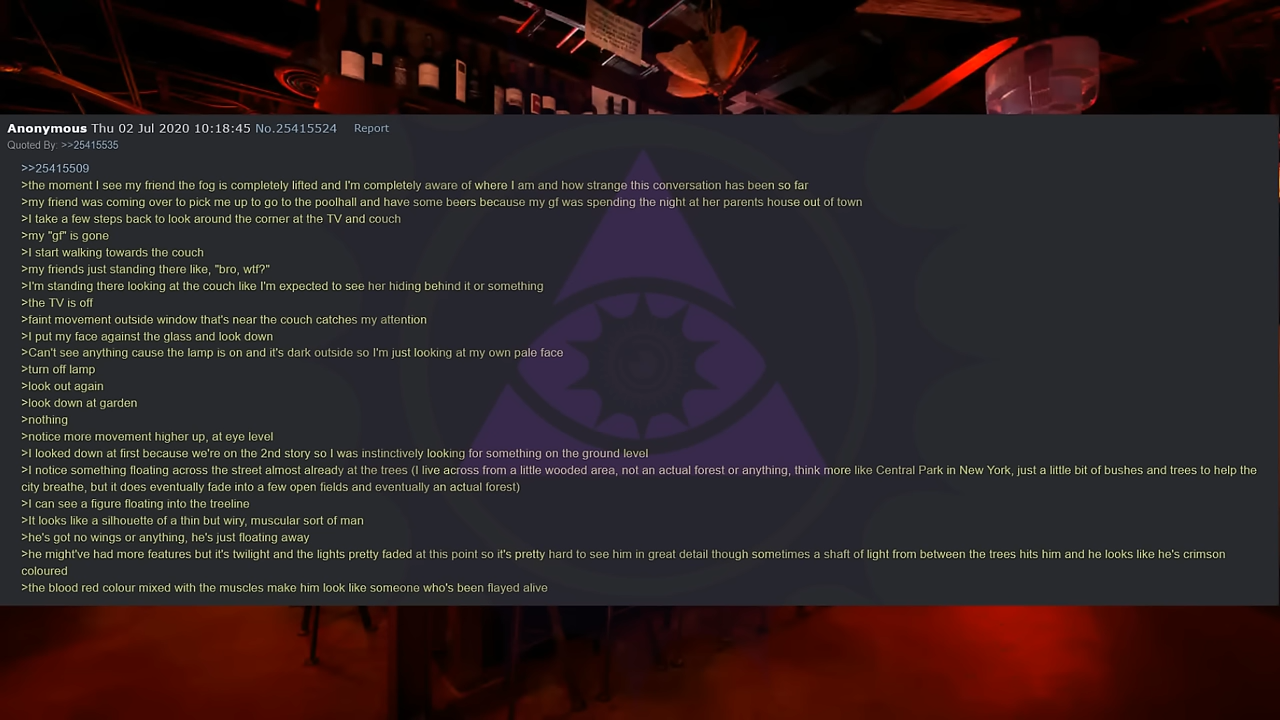 Anonymous Thu 02 Jul 2020 10:18:45 No.25415524 Report
Quoted By: >>25415535
>>25415509
>the moment I see my friend the fog is completely lifted and I'm completely aware of where I am and how strange this conversation has been so far
>my friend was coming over to pick me up to go to the poolhall and have some beers because my gf was spending the night at her parents house out of town
>I take a few steps back to look around the corner at the TV and couch
>my "gf" is gone
>I start walking towards the couch
>my friends just standing there like, "bro, wtf?"
>I'm standing there looking at the couch like I'm expected to see her hiding behind it or something
>the TV is off
>faint movement outside window that's near the couch catches my attention
>I put my face against the glass and look down
>Can't see anything cause the lamp is on and it's dark outside so I'm just looking at my own pale face
>turn off lamp
>look out again
>look down at garden
>nothing
>notice more movement higher up, at eye level
>I looked down at first because we're on the 2nd story so I was instinctively looking for something on the ground level
>I notice something floating across the street almost already at the trees (I live across from a little wooded area, not an actual forest or anything, think more like Central Park in New York, just a little bit of bushes and trees to help the
city breathe, but it does eventually fade into a few open fields and eventually an actual forest)
>I can see a figure floating into the treeline
>It looks like a silhouette of a thin but wiry, muscular sort of man
>he's got no wings or anything, he's just floating away
>he might've had more features but it's twilight and the lights pretty faded at this point so it's pretty hard to see him in great detail though sometimes a shaft of light from between the trees hits him and he looks like he's crimson
coloured
>the blood red colour mixed with the muscles make him look like someone who's been flayed alive